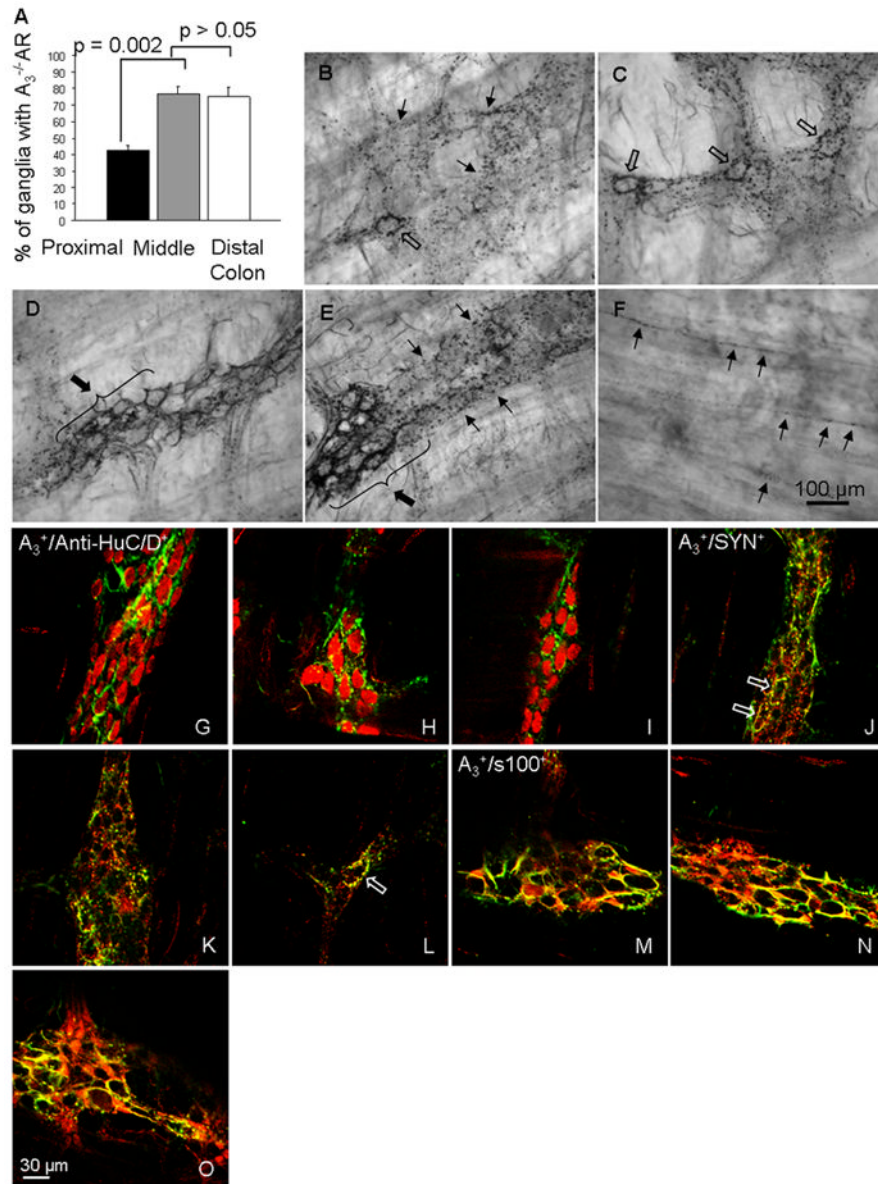 A
p > 0.05
p = 0.002
% of ganglia with A3-/-AR
100
90
80
70
60
50
40
30
20
10
0
Proximal Middle Distal
Colon
B
C
D
E
F
100 µm
A3+/Anti-HuC/D+
G
H
I
A3+/SYN+
J
K
L
A3+/s100+
M
N
30 µm
O